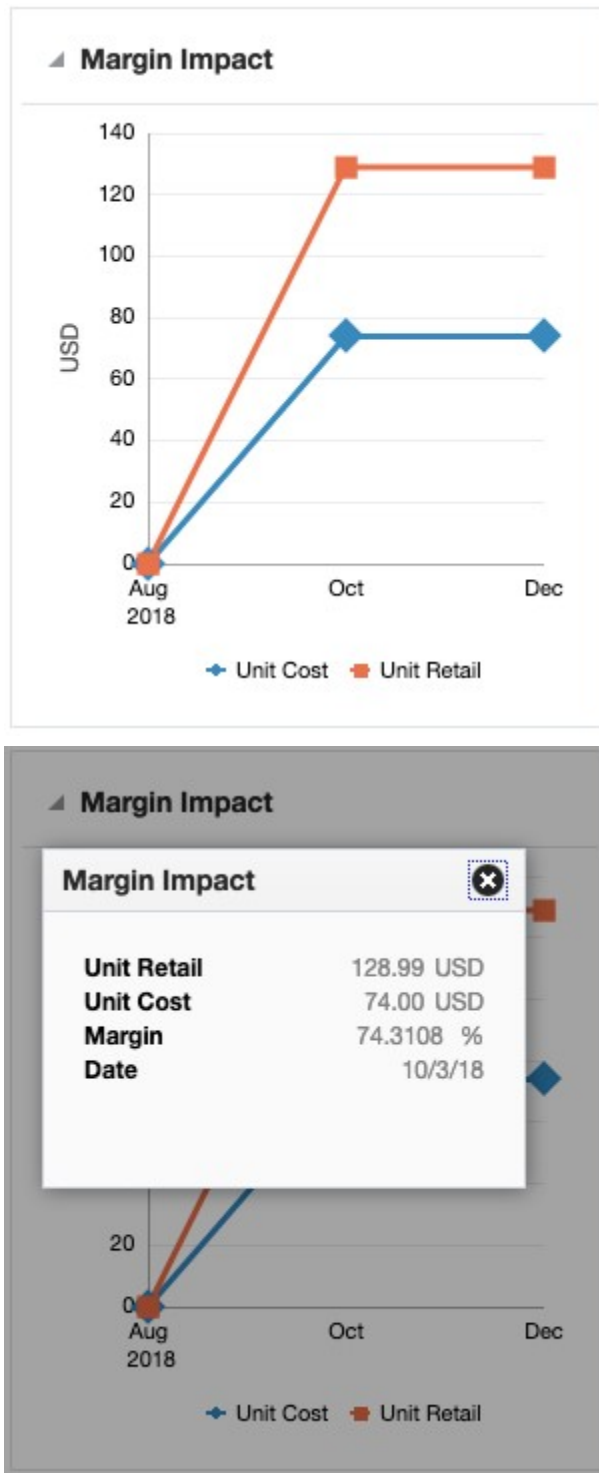 Margin Impact
140
120
100
80
60
40
20
0
USD
Aug Oct Dec
2018
Unit Cost Unit Retail
Margin Impact
Margin Impact
Unit Retail 128.99 USD
Unit Cost 74.00 USD
Margin 74.3108 %
Date 10/3/18
20
0
Aug Oct Dec
2018
Unit Cost Unit Retail